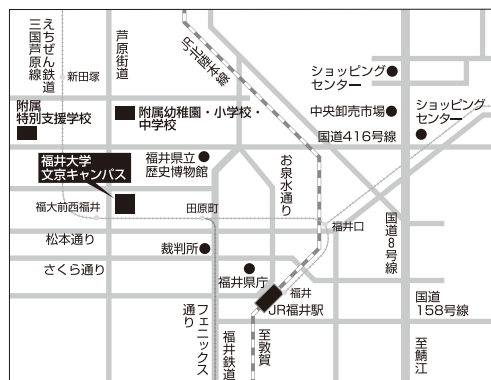 えちぜん鉄道
三国芦原線
芦原街道
JR北陸本線
新田塚
ショッピング
センター
附属
特別支援学校
附属幼稚園・小学校・
中学校
中央卸売市場
ショッピング
センター
国道416号線
福井大学
文京キャンパス
福井県立
歴史博物館
お泉水通り
福大前西福井
田原町
福井口
国道8号線
松本通り
裁判所
さくら通り
福井県庁
福井
JR福井駅
国道
158号線
フェニックス
通り
福井鉄道
至敦賀
至鯖江